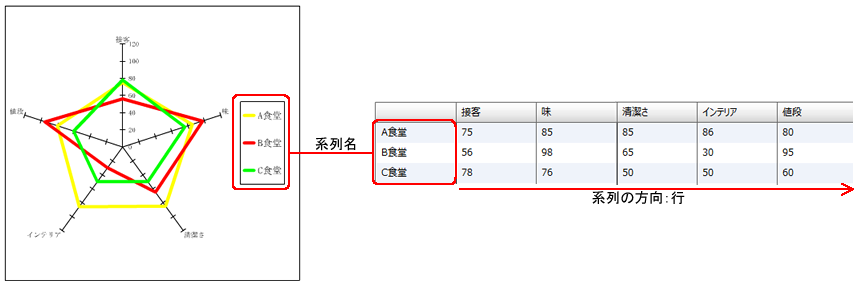 接客
120
100
80
60
40
20
0
値段
味
インテリア
清潔さ
A食堂
B食堂
C食堂
系列名
接客 味 清潔さ インテリア 値段
A食堂 75 85 85 86 80
B食堂 56 98 65 30 95
C食堂 78 76 50 50 60
系列の方向：行